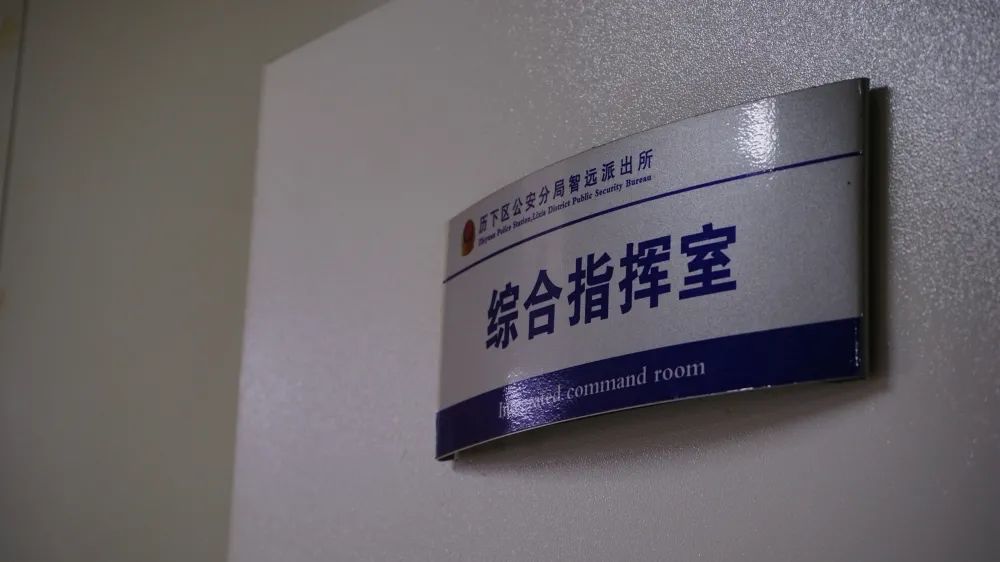 历下区公安分局智远派出所
Zhiyuan Police Station,Lixia District Public Security Bureau
综合指挥室
command room